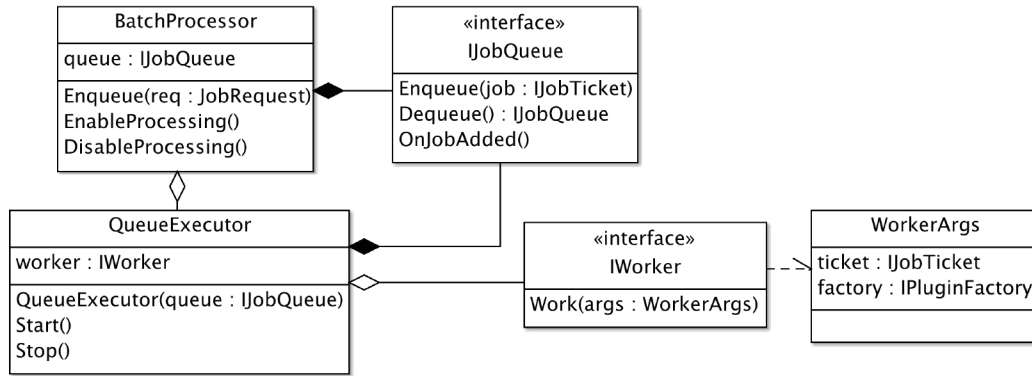 BatchProcessor
queue : IJobQueue
Enqueue(req : JobRequest)
EnableProcessing()
DisableProcessing()
«interface»
IJobQueue
Enqueue(job : IJobTicket)
Dequeue() : IJobQueue
OnJobAdded()
QueueExecutor
worker : IWorker
QueueExecutor(queue : IJobQueue)
Start()
Stop()
«interface»
IWorker
Work(args : WorkerArgs)
WorkerArgs
ticket : IJobTicket
factory : IPluginFactory